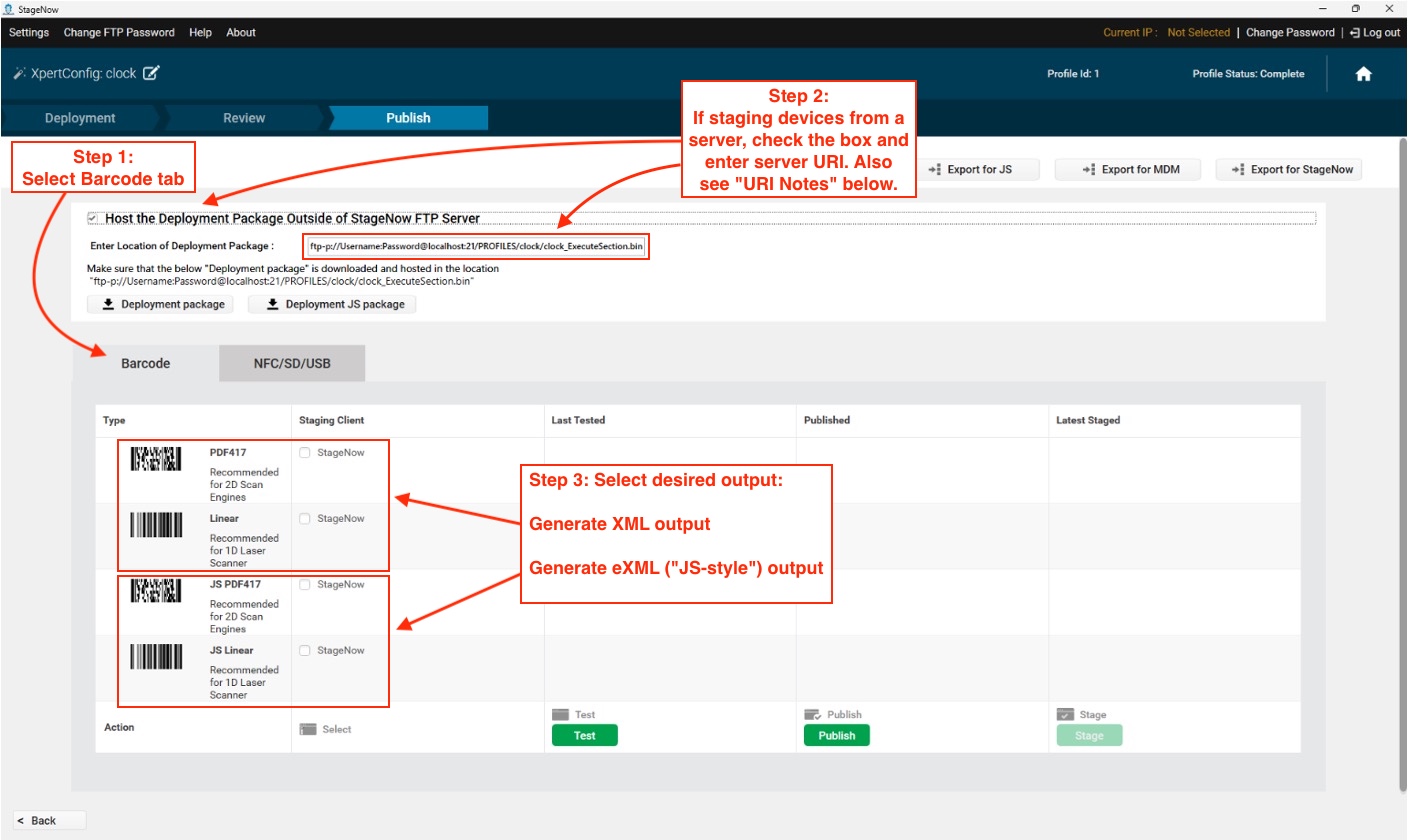 StageNow
Settings Change FTP Password Help About
Current IP : Not Selected | Change Password | Log out
XpertConfig: clock
Profile Id: 1
Profile Status: Complete
Deployment
Review
Publish
Step 1:
Select Barcode tab
Step 2:
If staging devices from a
server, check the box and
enter server URI. Also
see "URI Notes" below.
Export for JS
Export for MDM
Export for StageNow
Host the Deployment Package Outside of StageNow FTP Server
Enter Location of Deployment Package :
ftp-p://Username:Password@localhost:21/PROFILES/clock/clock_ExecuteSection.bin
Make sure that the below "Deployment package" is downloaded and hosted in the location
"ftp-p://Username:Password@localhost:21/PROFILES/clock/clock_ExecuteSection.bin"
Deployment package
Deployment JS package
Barcode
NFC/SD/USB
Type
Staging Client
Last Tested
Published
Latest Staged
PDF417
Recommended
for 2D Scan
Engines
StageNow
Linear
Recommended
for 1D Laser
Scanner
StageNow
Step 3: Select desired output:
Generate XML output
Generate eXML ("JS-style") output
JS PDF417
Recommended
for 2D Scan
Engines
StageNow
JS Linear
Recommended
for 1D Laser
Scanner
StageNow
Action
Select
Test
Test
Publish
Publish
Stage
Stage
< Back